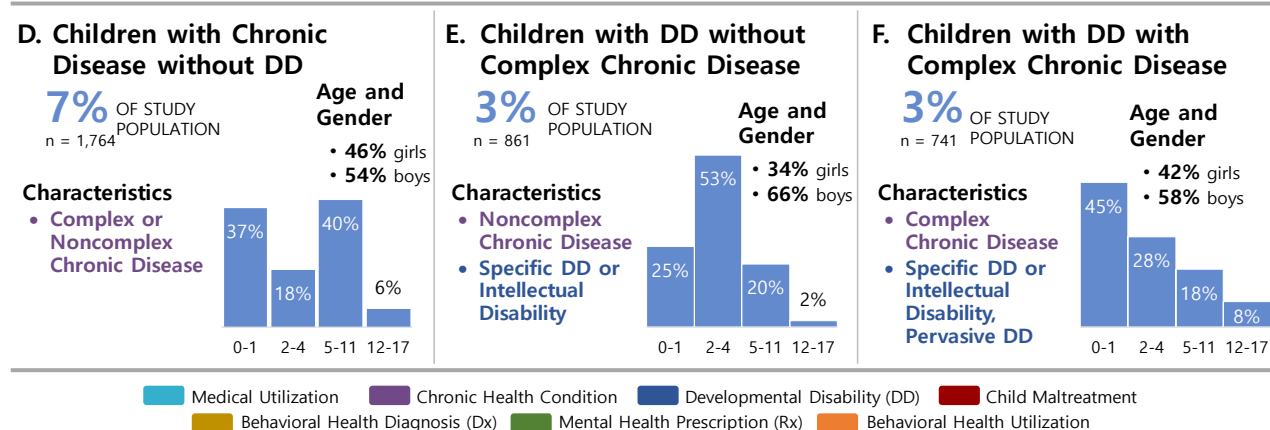 D. Children with Chronic
Disease without DD
7% OF STUDY
POPULATION
n = 1,764
Age and
Gender
• 46% girls
• 54% boys
Characteristics
• Complex or
Noncomplex
Chronic Disease
37%
18%
40%
6%
0-1 2-4 5-11 12-17
E. Children with DD without
Complex Chronic Disease
3% OF STUDY
POPULATION
n = 861
Age and
Gender
• 34% girls
• 66% boys
Characteristics
• Noncomplex
Chronic Disease
• Specific DD or
Intellectual
Disability
25%
53%
20%
2%
0-1 2-4 5-11 12-17
F. Children with DD with
Complex Chronic Disease
3% OF STUDY
POPULATION
n = 741
Age and
Gender
• 42% girls
• 58% boys
Characteristics
• Complex
Chronic Disease
• Specific DD or
Intellectual
Disability,
Pervasive DD
45%
28%
18%
8%
0-1 2-4 5-11 12-17
Medical Utilization Chronic Health Condition Developmental Disability (DD) Child Maltreatment
Behavioral Health Diagnosis (Dx) Mental Health Prescription (Rx) Behavioral Health Utilization